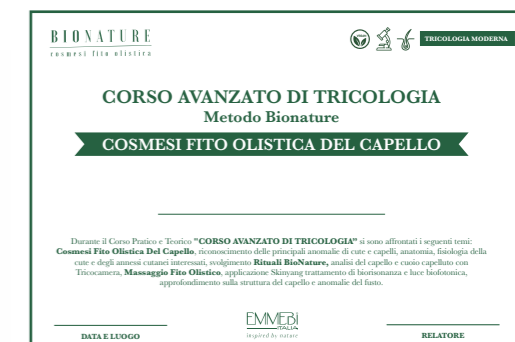 BIONATURE
cosmesi fito olistica
TRICOLOGIA MODERNA
CORSO AVANZATO DI TRICOLOGIA
Metodo Bionature
COSMESI FITO OLISTICA DEL CAPELLO
Durante il Corso Pratico e Teorico "CORSO AVANZATO DI TRICOLOGIA" si sono affrontati i seguenti temi:
Cosmesi Fito Olistica Del Capello, riconoscimento delle principali anomalie di cute e capelli, anatomia, fisiologia della
cute e degli annessi cutanei interessati, svolgimento Rituali BioNature, analisi del capello e cuoio capelluto con
Tricocamera, Massaggio Fito Olistico, applicazione Skinyang trattamento di biorisonanza e luce biofotonica,
approfondimento sulla struttura del capello e anomalie del fusto.
EMMEBI
ITALIA
inspired by nature
DATA E LUOGO
RELATORE